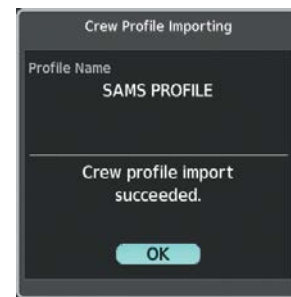 Crew Profile Importing
Profile Name
SAMS PROFILE
Crew profile import
succeeded.
OK